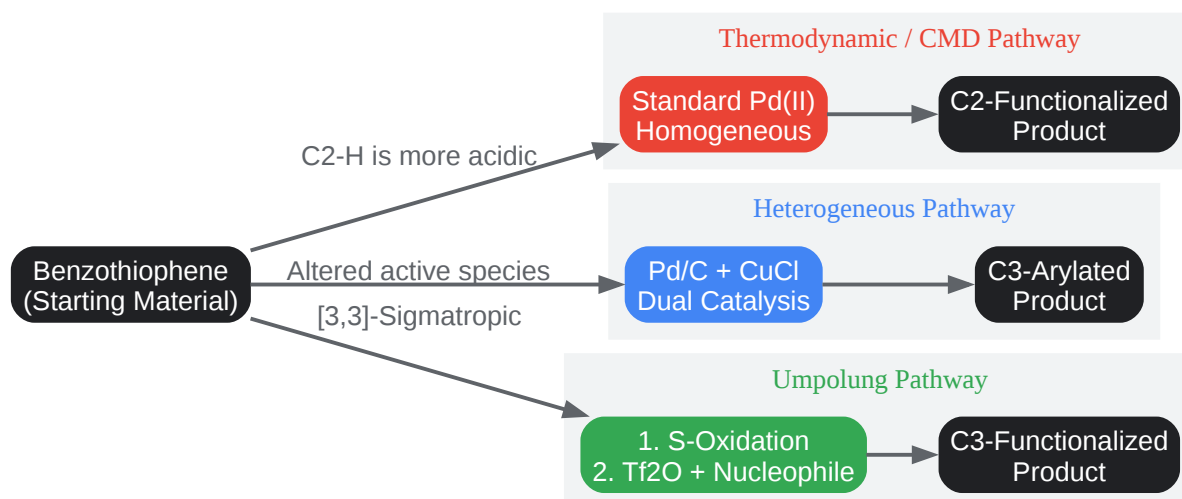 Thermodynamic / CMD Pathway
Standard Pd(II)
Homogeneous
C2-Functionalized
Product
C2-H is more acidic
Heterogeneous Pathway
Benzothiophene
(Starting Material)
Altered active species
Pd/C + CuCl
Dual Catalysis
C3-Arylated
Product
[3,3]-Sigmatropic
Umpolung Pathway
1. S-Oxidation
2. Tf2O + Nucleophile
C3-Functionalized
Product